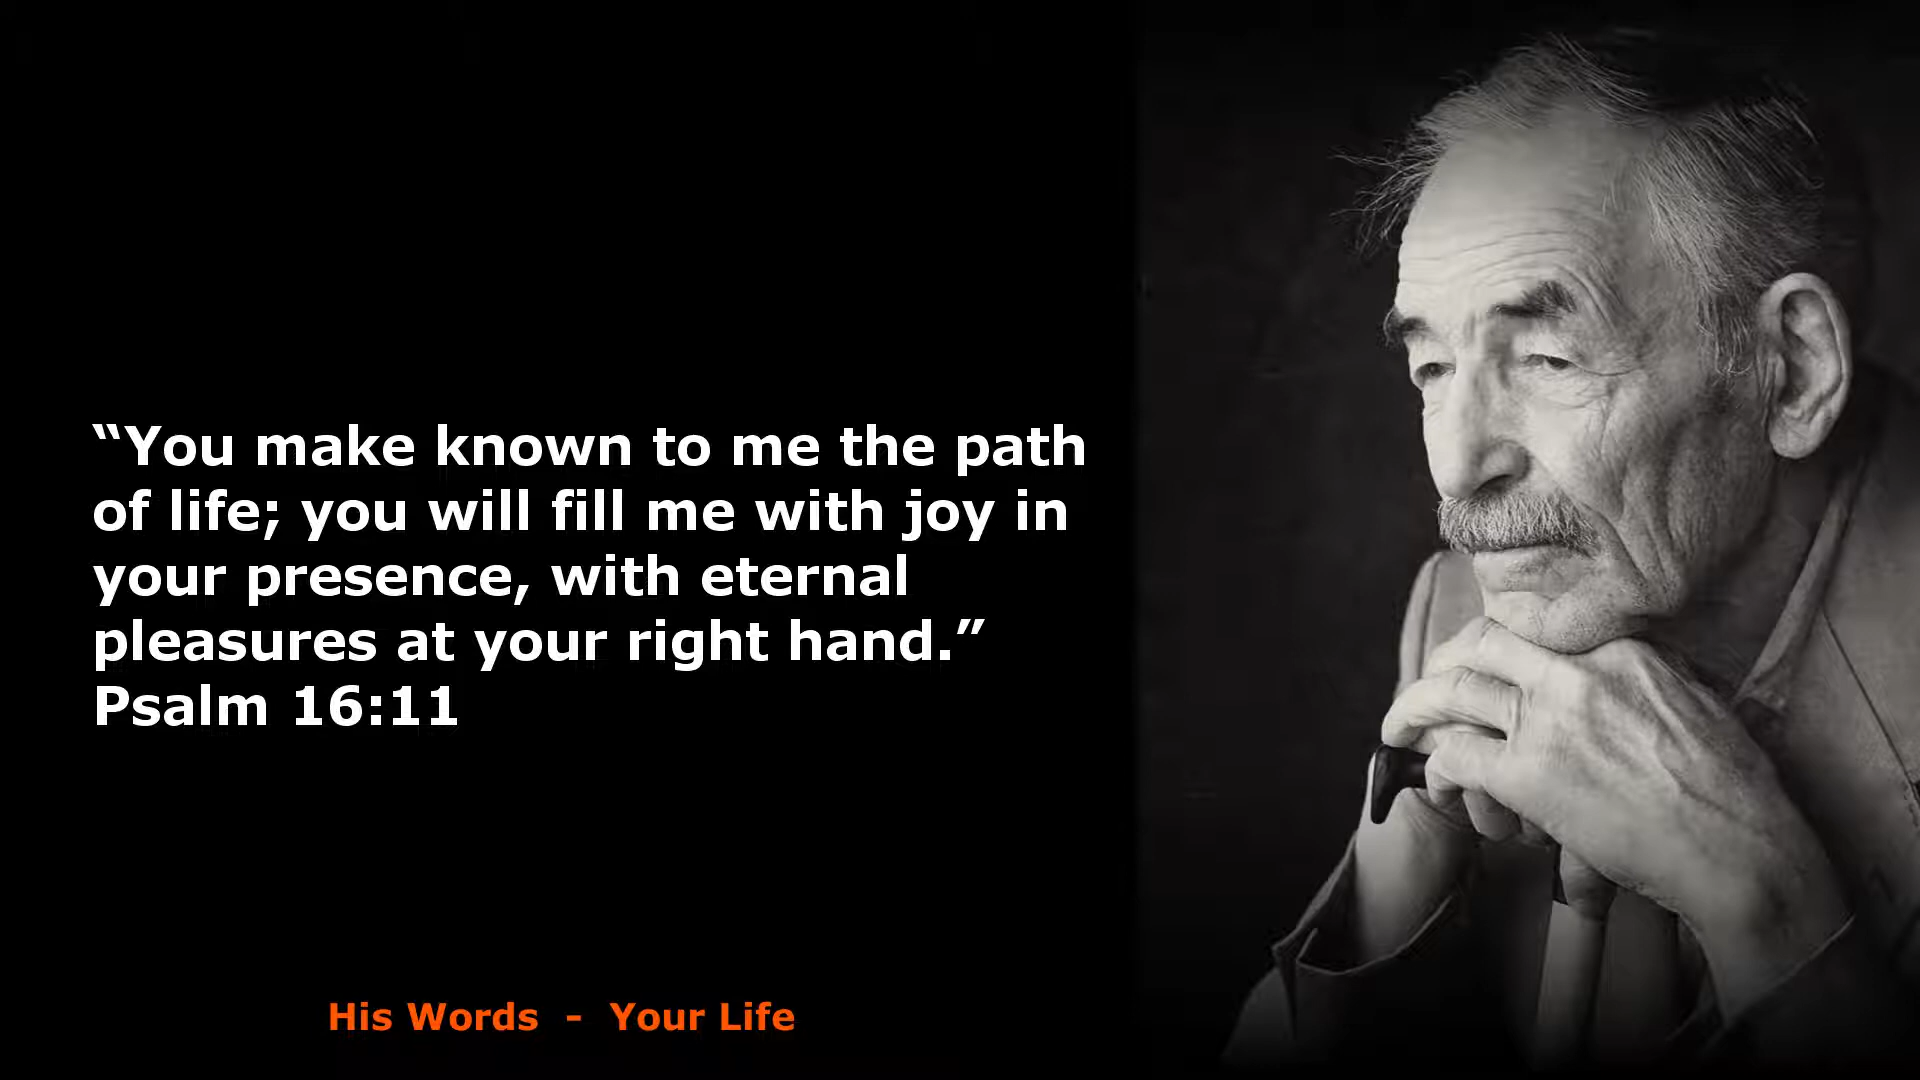 “You make known to me the path
of life; you will fill me with joy in
your presence, with eternal
pleasures at your right hand.”
Psalm 16:11
His Words - Your Life